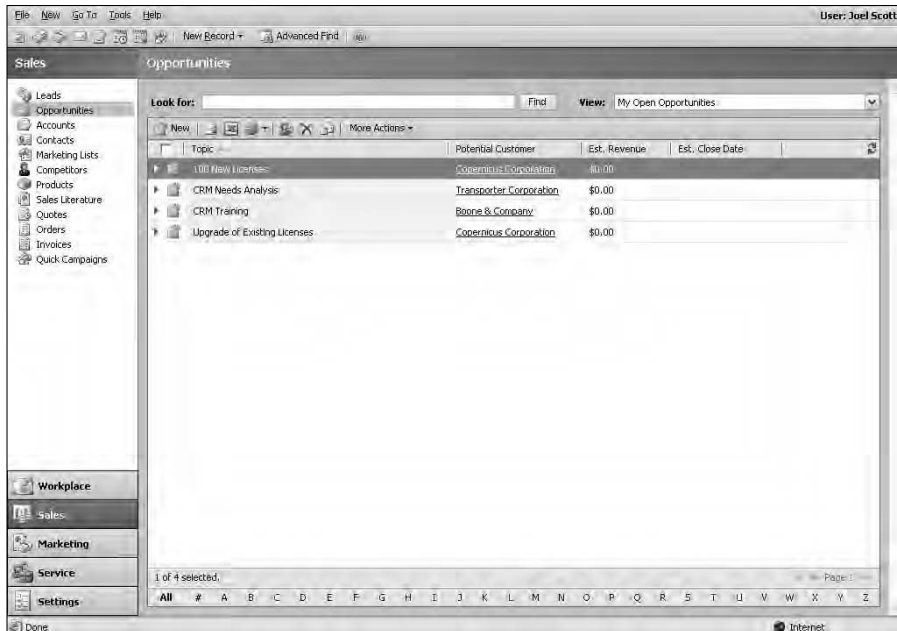 File New Go To Tools Help
User: Joel Scott
New Record
Advanced Find
Sales
Opportunities
Leads
Opportunities
Accounts
Contacts
Marketing Lists
Competitors
Products
Sales Literature
Quotes
Orders
Invoices
Quick Campaigns
Look for:
Find
View: My Open Opportunities
New
More Actions
Topic Potential Customer Est. Revenue Est. Close Date
100 New Licenses Copernicus Corporation $0.00
CRM Needs Analysis Transporter Corporation $0.00
CRM Training Boone & Company $0.00
Upgrade of Existing Licenses Copernicus Corporation $0.00
Workplace
Sales
Marketing
Service
Settings
1 of 4 selected.
Page 1
All # A B C D E F G H I J K L M N O P Q R S T U V W X Y Z
Done
Internet